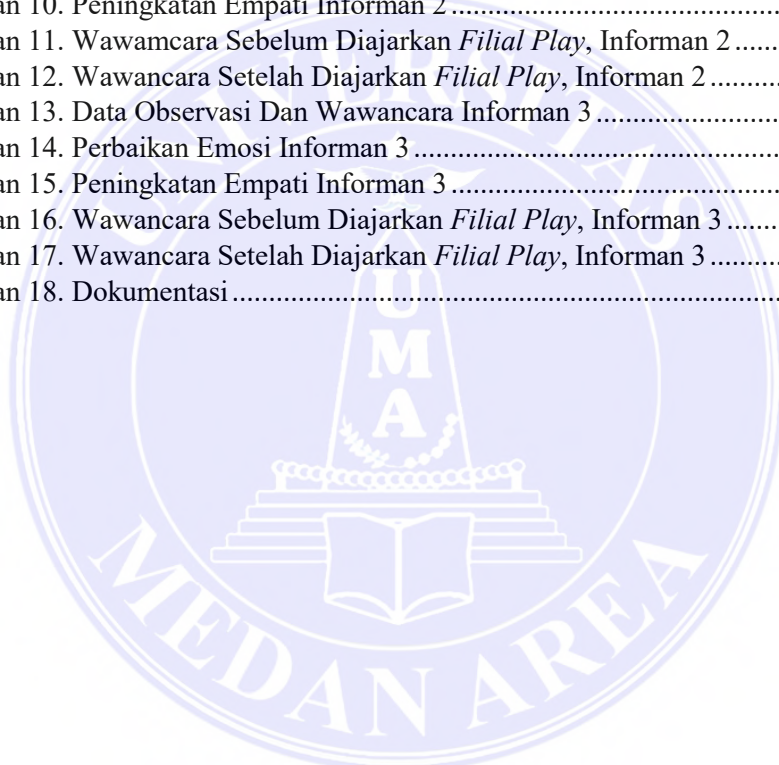 an 10. Peningkatan Empati Informan 2
an 11. Wawamcara Sebelum Diajarkan Filial Play, Informan 2
an 12. Wawancara Setelah Diajarkan Filial Play, Informan 2
an 13. Data Observasi Dan Wawancara Informan 3
an 14. Perbaikan Emosi Informan 3
an 15. Peningkatan Empati Informan 3
an 16. Wawancara Sebelum Diajarkan Filial Play, Informan 3
an 17. Wawancara Setelah Diajarkan Filial Play, Informan 3
an 18. Dokumentasi
UNIVERSITAS
UMA
MEDAN AREA